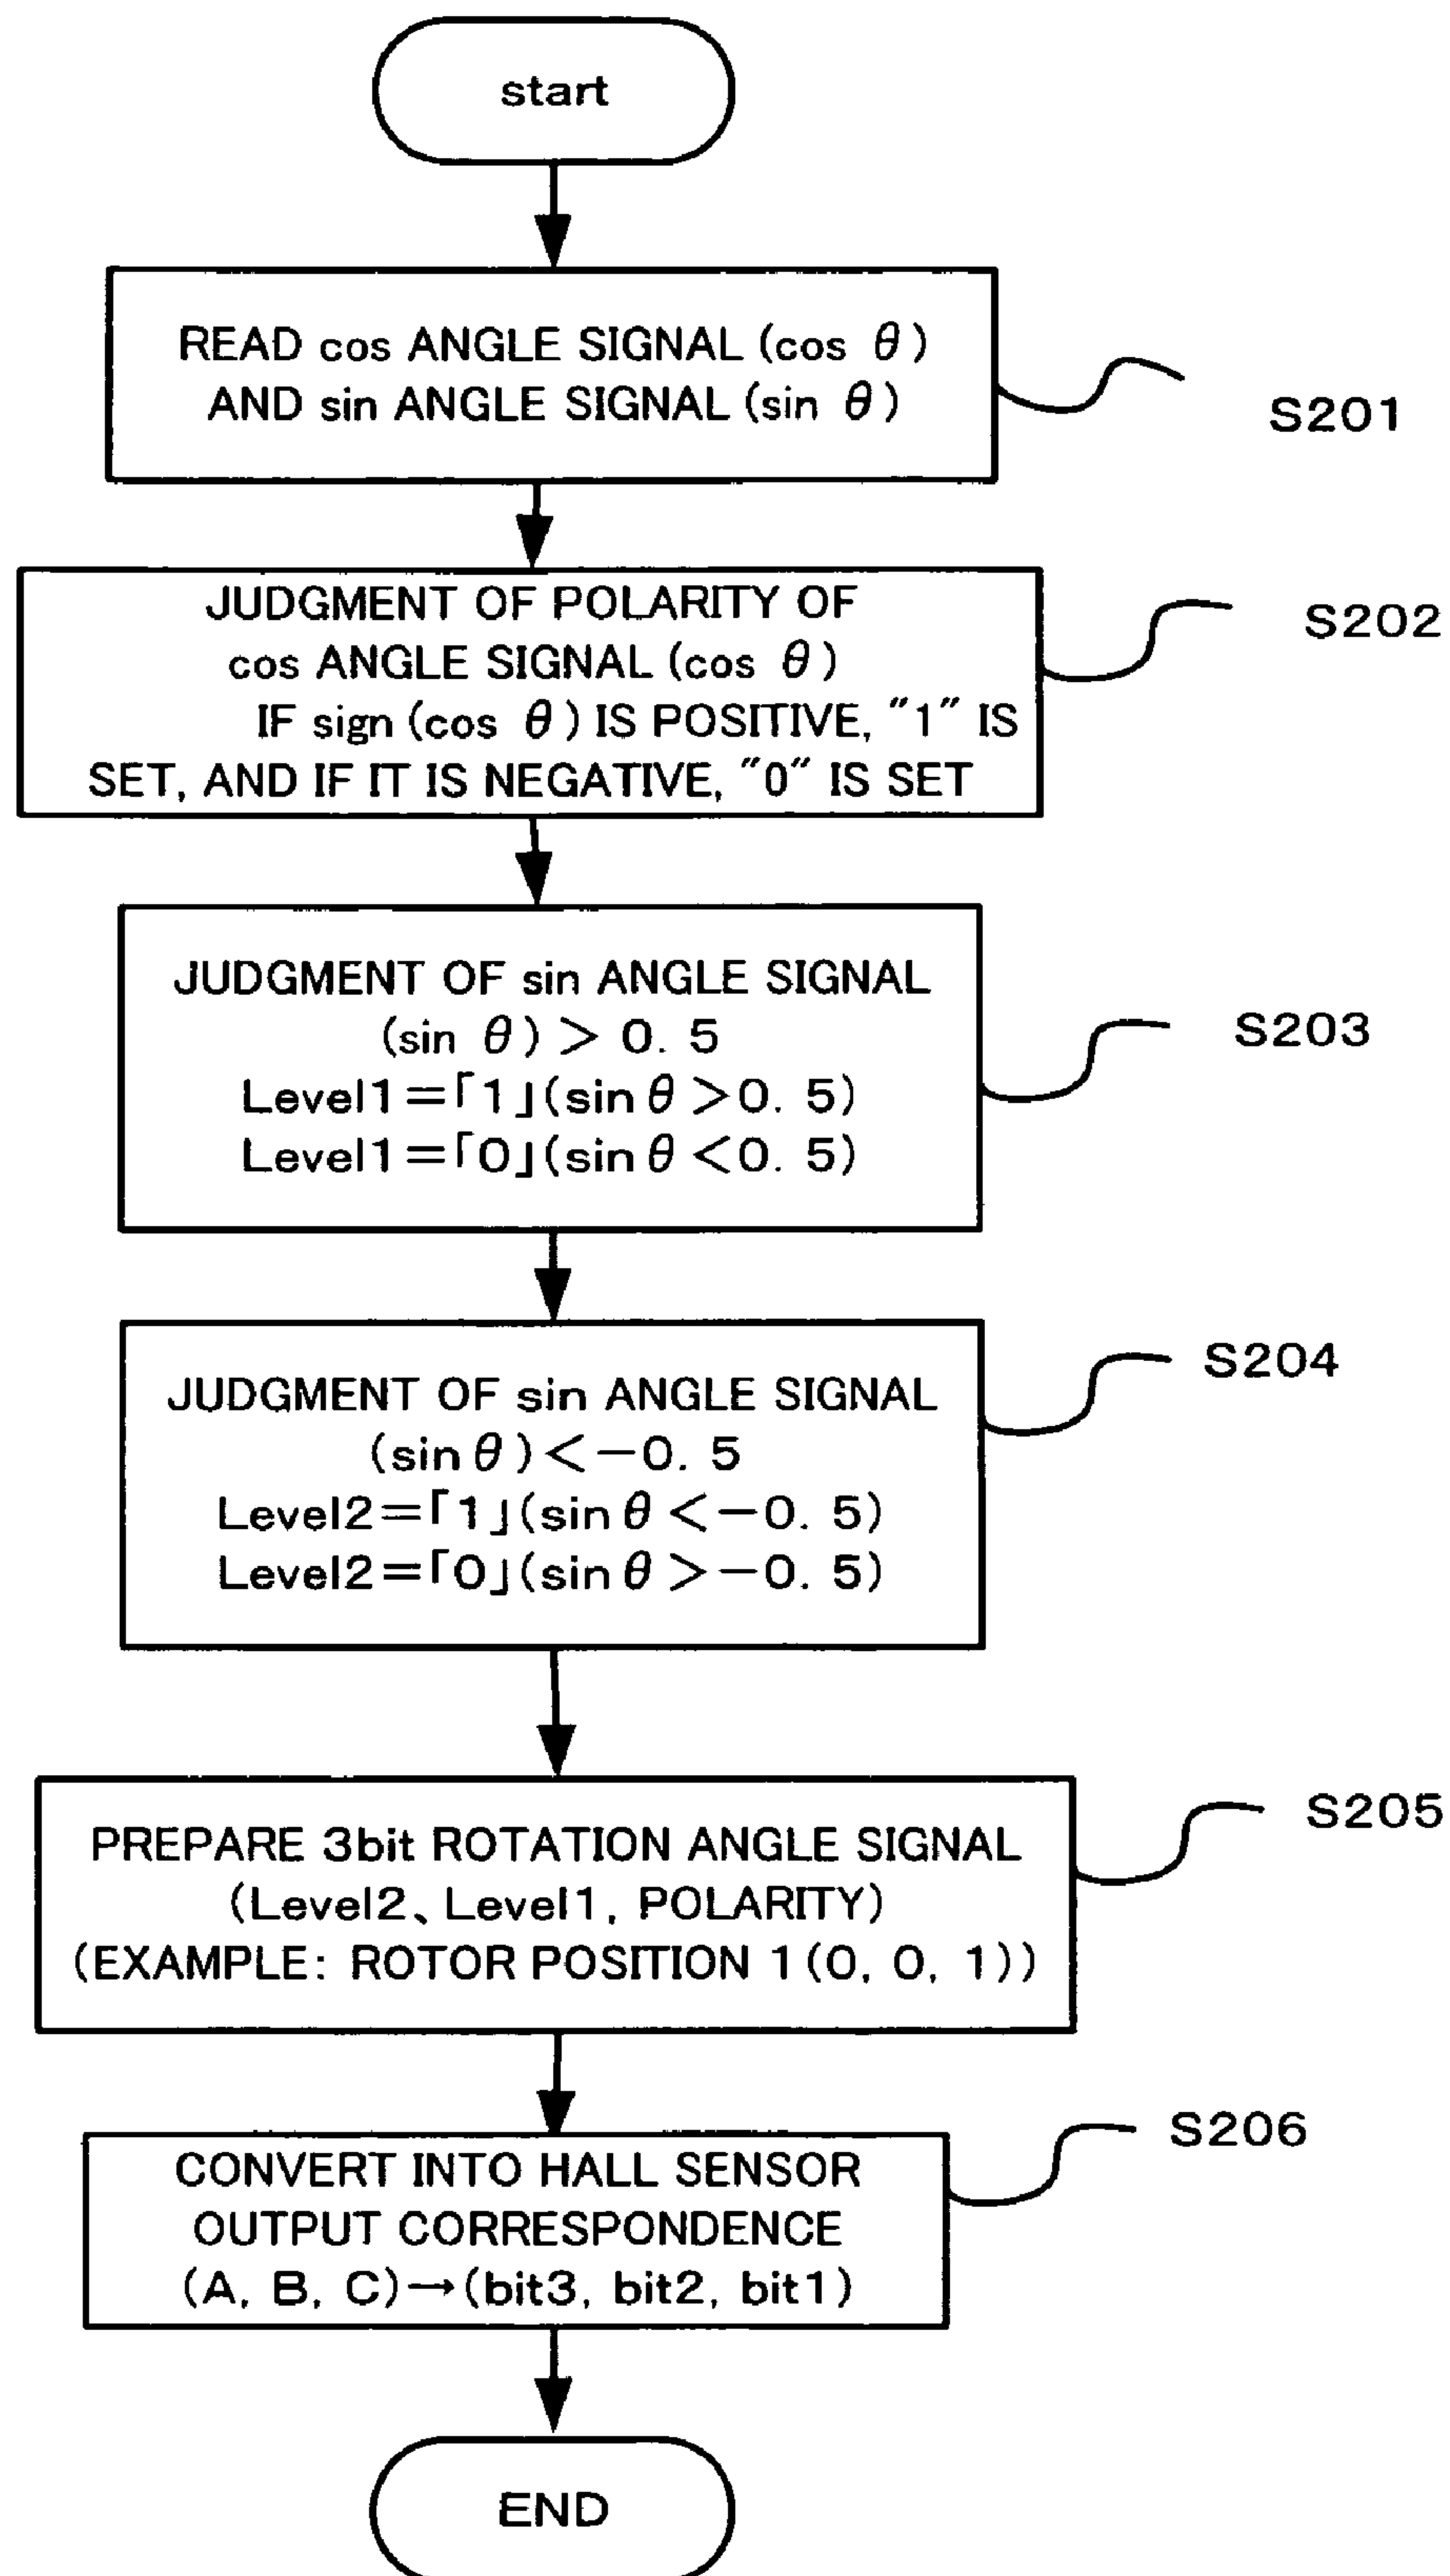 start
READ cos ANGLE SIGNAL (cos θ)
AND sin ANGLE SIGNAL (sin θ)
S201
JUDGMENT OF POLARITY OF
cos ANGLE SIGNAL (cos θ)
IF sign (cos θ) IS POSITIVE, "1" IS
SET, AND IF IT IS NEGATIVE, "0" IS SET
S202
JUDGMENT OF sin ANGLE SIGNAL
(sin θ) > 0. 5
Level1=「1」(sin θ >0. 5)
Level1=「0」(sin θ <0. 5)
S203
JUDGMENT OF sin ANGLE SIGNAL
(sin θ)<-0. 5
Level2=「1」(sin θ <-0. 5)
Level2=「0」(sin θ >-0. 5)
S204
PREPARE 3bit ROTATION ANGLE SIGNAL
(Level2、Level1, POLARITY)
(EXAMPLE: ROTOR POSITION 1 (0, 0, 1))
S205
CONVERT INTO HALL SENSOR
OUTPUT CORRESPONDENCE
(A, B, C)→(bit3, bit2, bit1)
S206
END